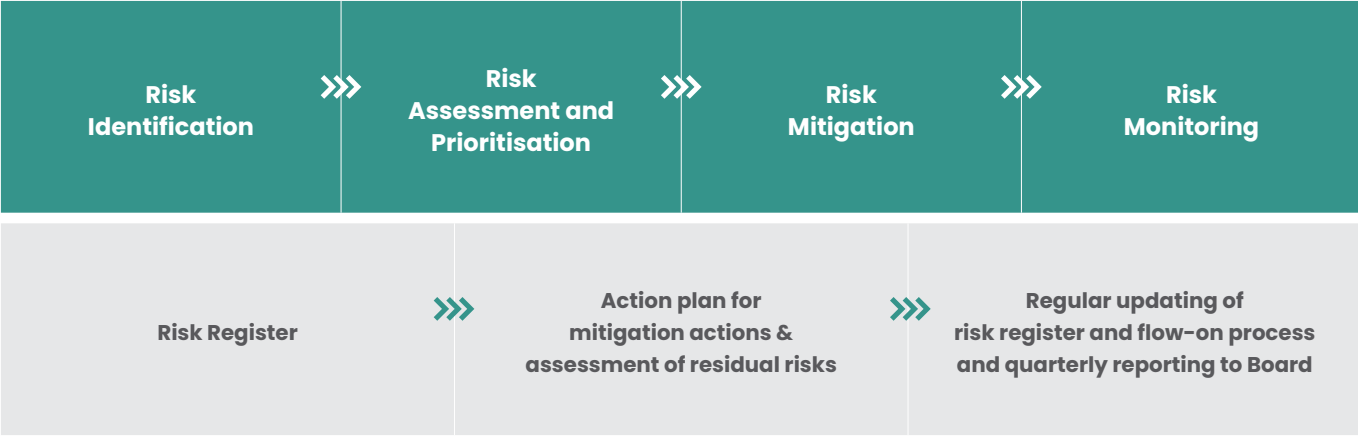 Risk
Identification
Risk
Assessment and
Prioritisation
Risk
Mitigation
Risk
Monitoring
Risk Register
Action plan for
mitigation actions &
assessment of residual risks
Regular updating of
risk register and flow-on process
and quarterly reporting to Board